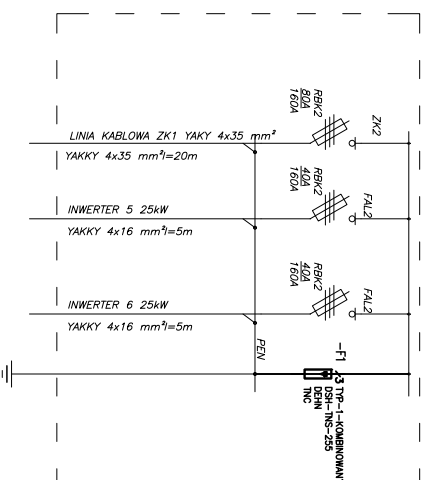 ZK2
RBK2
80A
160A
LINIA KABLOWA ZK1 YAKY 4x35 mm²
YAKKY 4x35 mm²l=20m
FAL2
RBK2
40A
160A
INWERTER 5 25kW
YAKKY 4x16 mm²l=5m
FAL2
RBK2
40A
160A
INWERTER 6 25kW
YAKKY 4x16 mm²l=5m
PEN
-F1
3
TYP-1-KOMBINOWANY
DSH-TNS-255
DEHN
TNC